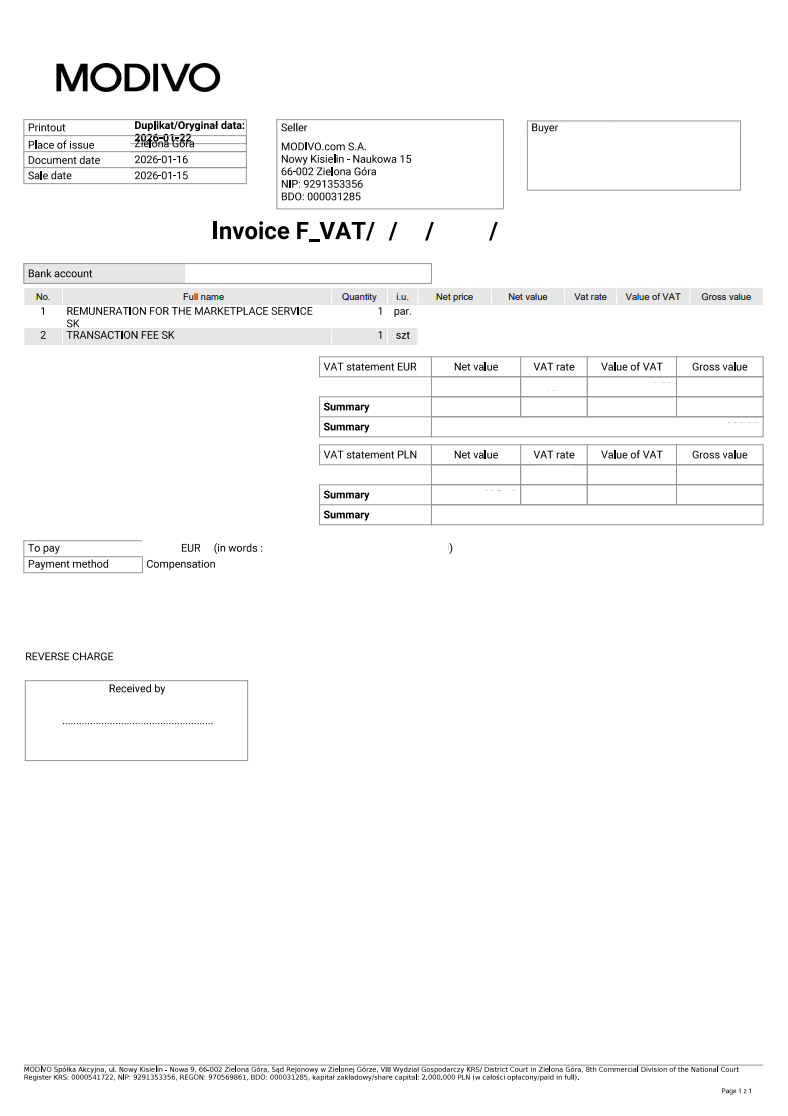 MODIVO
Printout Duplikat/Oryginał data: 2026-01-22
Place of issue Zielona Góra
Document date 2026-01-16
Sale date 2026-01-15
Seller
MODIVO.com S.A.
Nowy Kisielin - Naukowa 15
66-002 Zielona Góra
NIP: 9291353356
BDO: 000031285
Buyer
Invoice F_VAT/ / / /
Bank account
No. Full name Quantity i.u. Net price Net value Vat rate Value of VAT Gross value
1 REMUNERATION FOR THE MARKETPLACE SERVICE 1 par.
SK
2 TRANSACTION FEE SK 1 szt
VAT statement EUR Net value VAT rate Value of VAT Gross value
Summary
Summary
VAT statement PLN Net value VAT rate Value of VAT Gross value
Summary
Summary
To pay EUR (in words : )
Payment method Compensation
REVERSE CHARGE
Received by
......................................................
MODIVO Spółka Akcyjna, ul. Nowy Kisielin - Nowa 9, 66-002 Zielona Góra, Sąd Rejonowy w Zielonej Górze, VIII Wydział Gospodarczy KRS/ District Court in Zielona Góra, 8th Commercial Division of the National Court
Register KRS: 0000541722, NIP: 9291353356, REGON: 970569861, BDO: 000031285, kapitał zakładowy/share capital: 2,000,000 PLN (w całości opłacony/paid in full).
Page 1 z 1